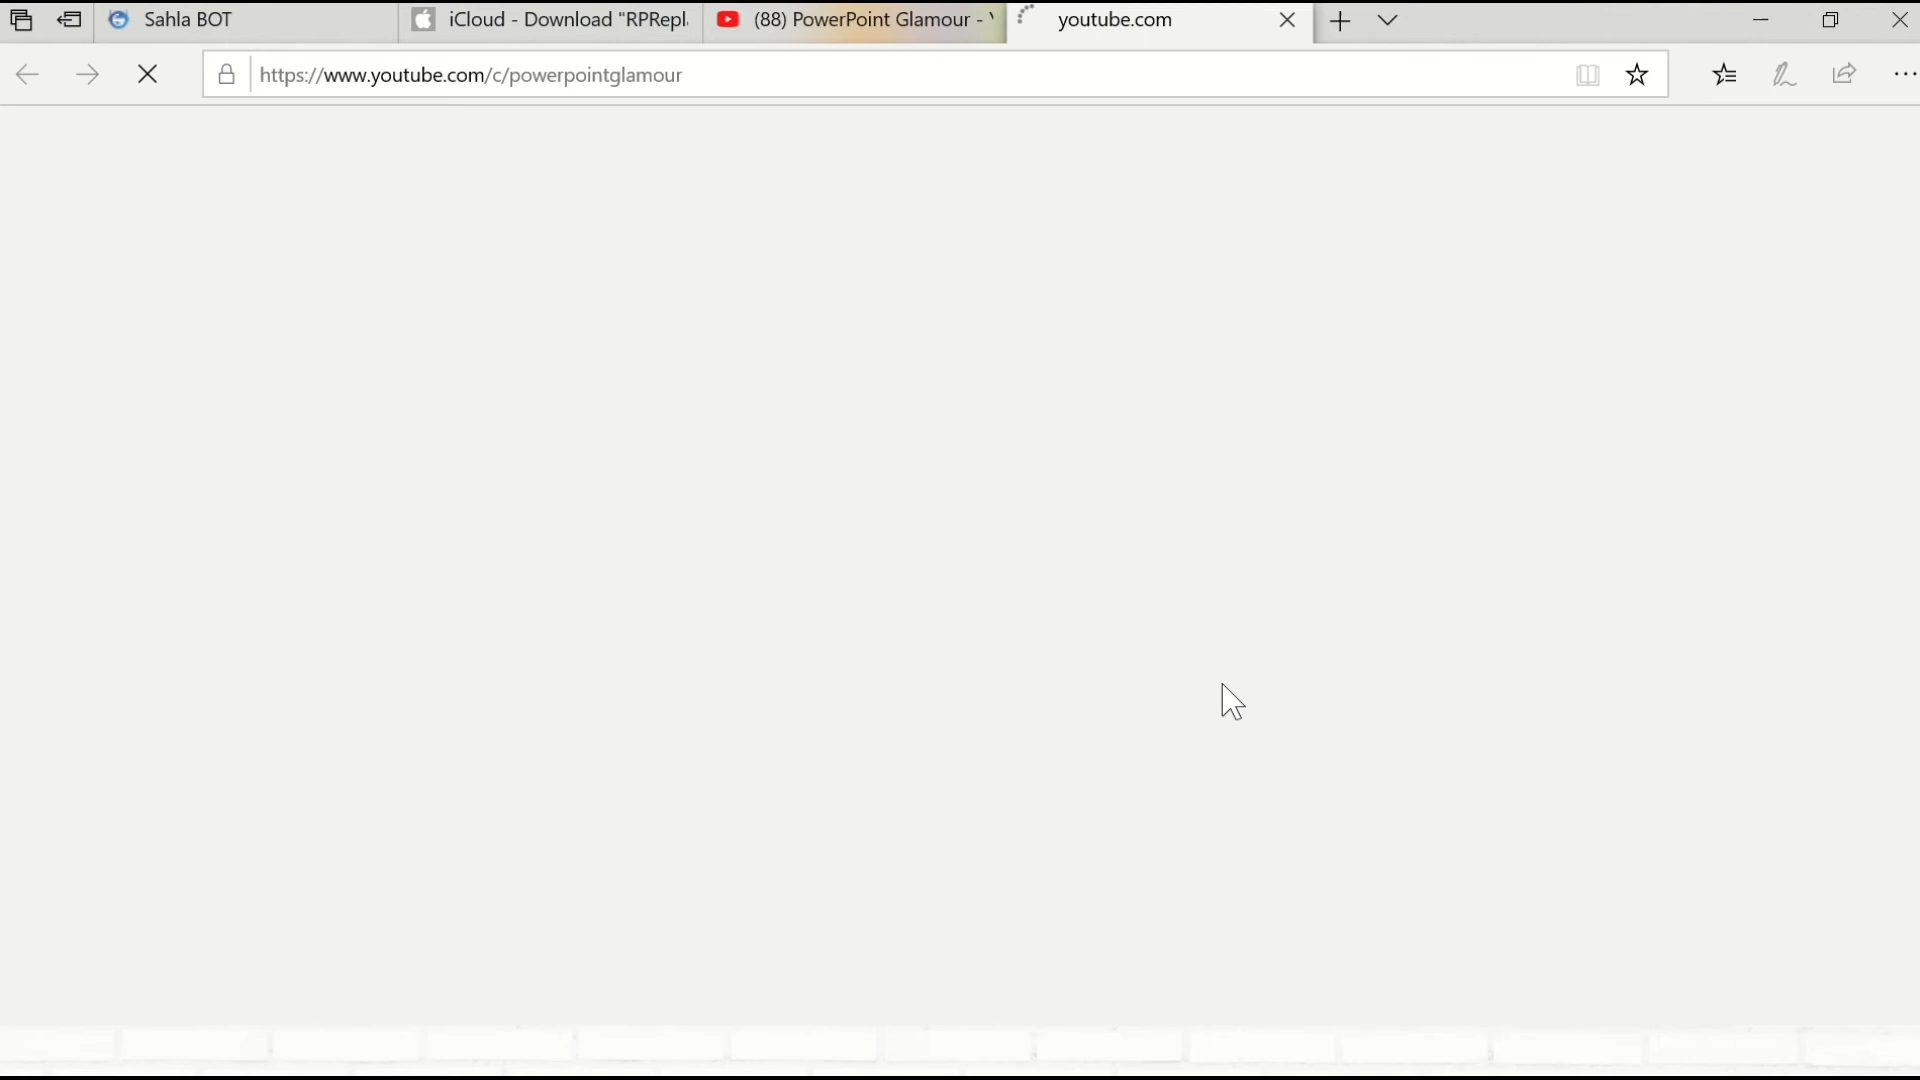 Sahla BOT
iCloud - Download "RPRepl
(88) PowerPoint Glamour -
youtube.com
https://www.youtube.com/c/powerpointglamour